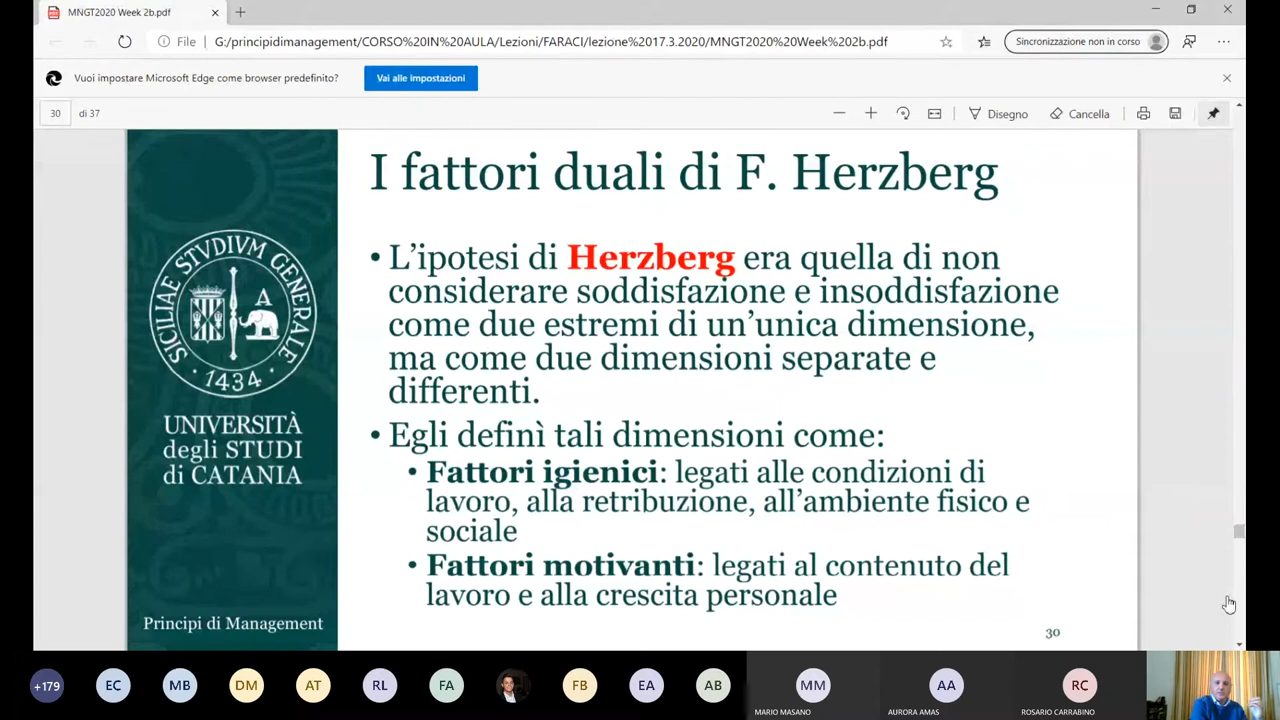 MNGT2020 Week 2b.pdf
File G:/principidimanagement/CORSO%20IN%20AULA/Lezioni/FARACI/lezione%2017.3.2020/MNGT2020%20Week%202b.pdf
Sincronizzazione non in corso
Vuoi impostare Microsoft Edge come browser predefinito?
Vai alle impostazioni
30 di 37
Disegno
Cancella
I fattori duali di F. Herzberg
• L’ipotesi di Herzberg era quella di non
considerare soddisfazione e insoddisfazione
come due estremi di un’unica dimensione,
ma come due dimensioni separate e
differenti.
• Egli definì tali dimensioni come:
• Fattori igienici: legati alle condizioni di
lavoro, alla retribuzione, all’ambiente fisico e
sociale
• Fattori motivanti: legati al contenuto del
lavoro e alla crescita personale
30
SICILIAE STVDIVM GENERALE
A
· 1434 ·
UNIVERSITÀ
degli STUDI
di CATANIA
Principi di Management
+179
EC
MB
DM
AT
RL
FA
FB
EA
AB
MM
MARIO MASANO
AA
AURORA AMAS
RC
ROSARIO CARRABINO